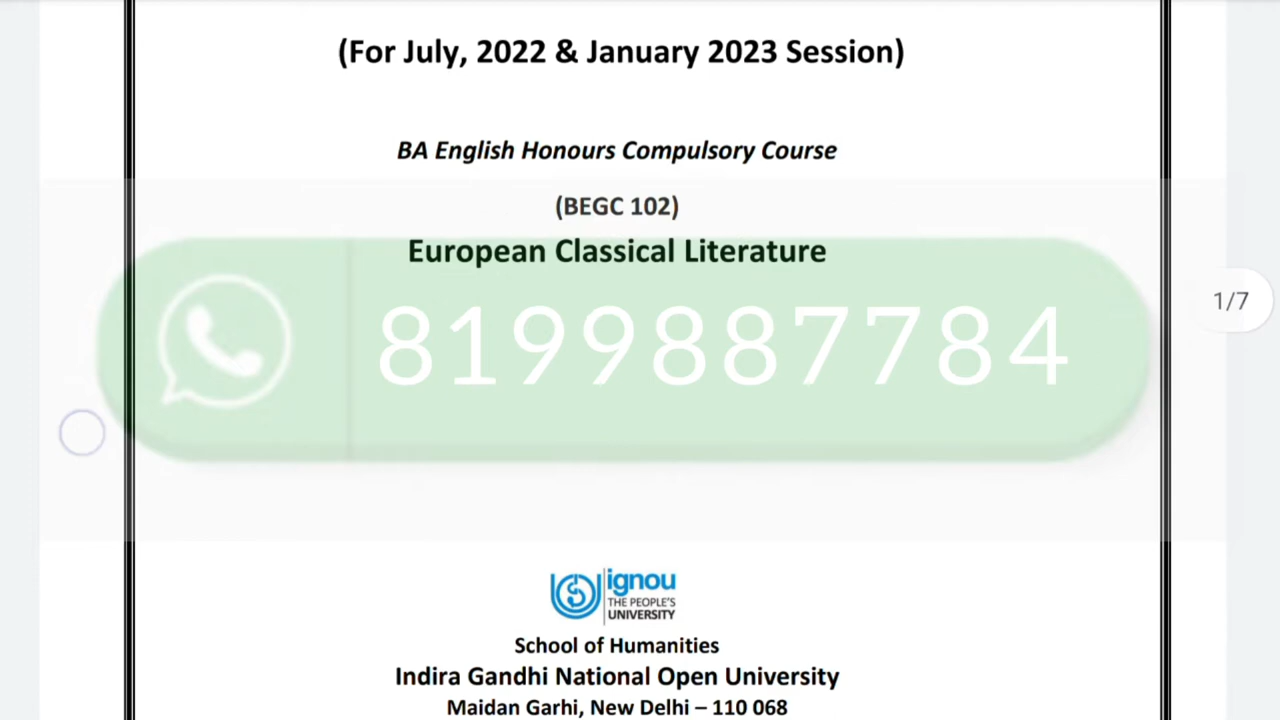 (For July, 2022 & January 2023 Session)
BA English Honours Compulsory Course
(BEGC 102)
European Classical Literature
8199887784
1/7
ignou
THE PEOPLE'S
UNIVERSITY
School of Humanities
Indira Gandhi National Open University
Maidan Garhi, New Delhi – 110 068